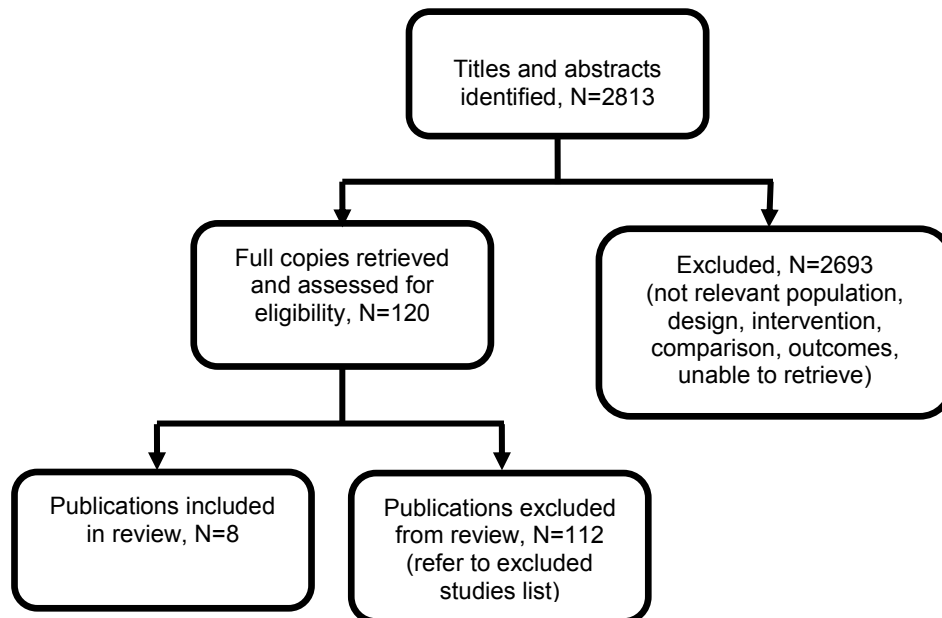 Titles and abstracts
identified, N=2813
Full copies retrieved
and assessed for
eligibility, N=120
Excluded, N=2693
(not relevant population,
design, intervention,
comparison, outcomes,
unable to retrieve)
Publications included
in review, N=8
Publications excluded
from review, N=112
(refer to excluded
studies list)